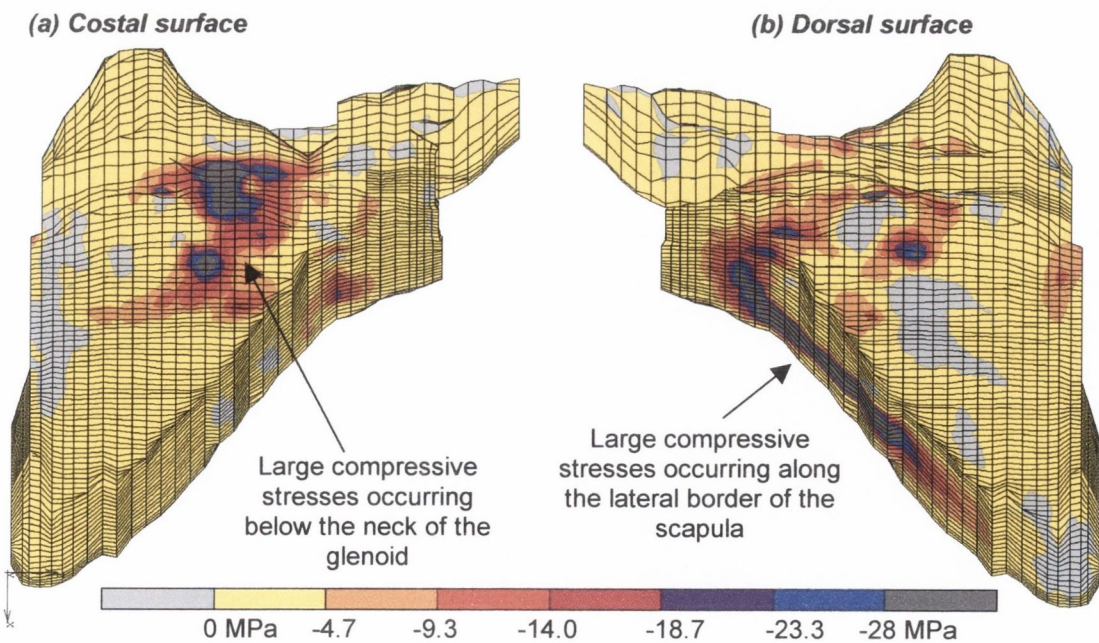 (a) Costal surface
(b) Dorsal surface
Large compressive
stresses occurring
below the neck of the
glenoid
Large compressive
stresses occurring along
the lateral border of the
scapula
0 MPa -4.7 -9.3 -14.0 -18.7 -23.3 -28 MPa